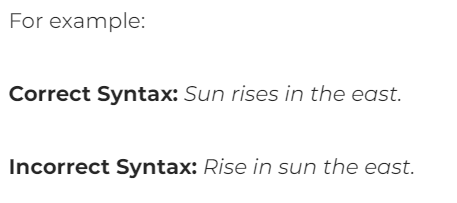 For example:
Correct Syntax: Sun rises in the east.
Incorrect Syntax: Rise in sun the east.